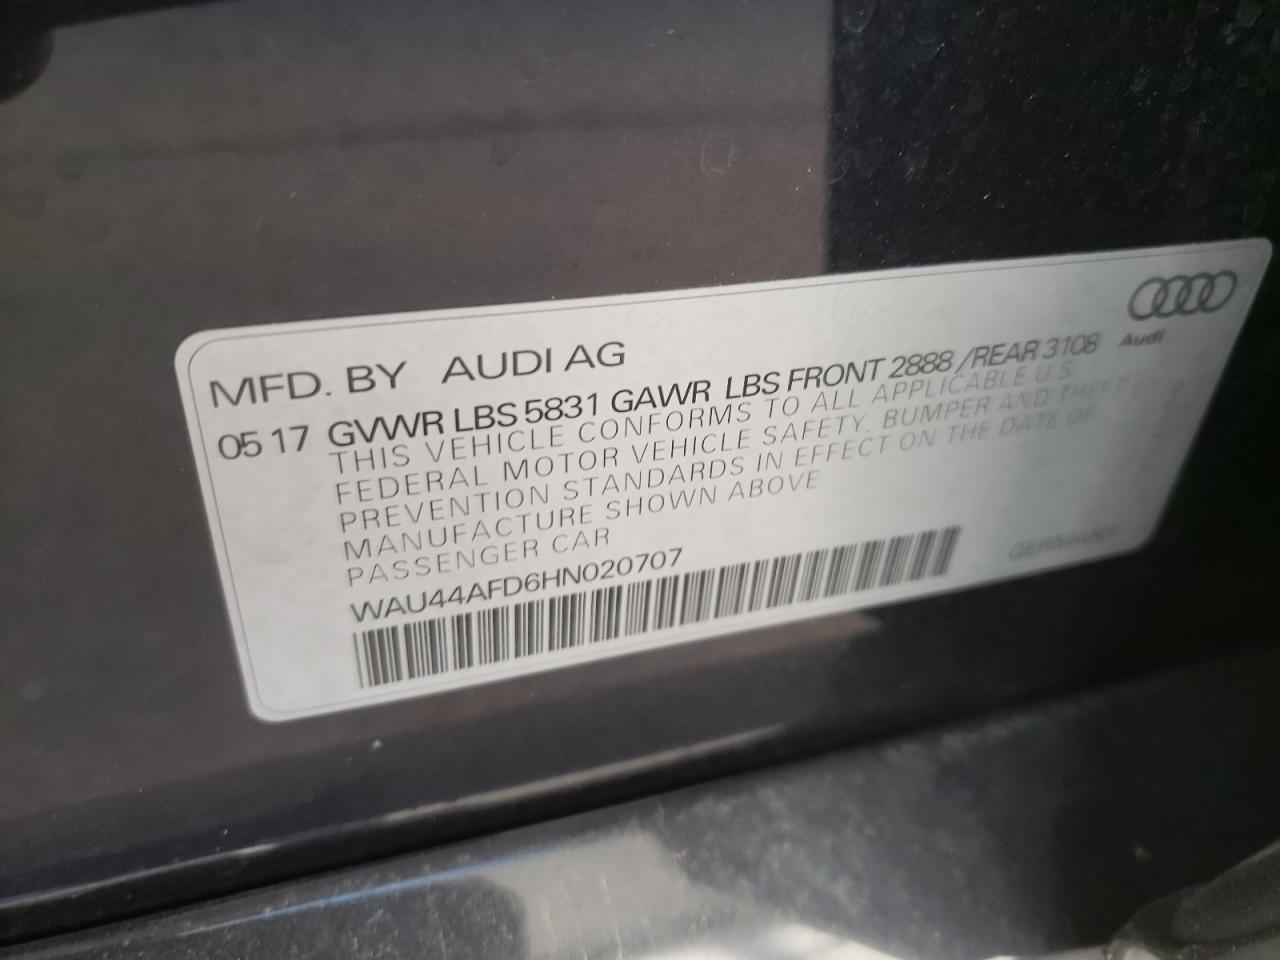 MFD. BY AUDI AG
Audi
05 17 GVWR LBS 5831 GAWR LBS FRONT 2888 /REAR 3108
THIS VEHICLE CONFORMS TO ALL APPLICABLE U S
FEDERAL MOTOR VEHICLE SAFETY, BUMPER AND THEFT
PREVENTION STANDARDS IN EFFECT ON THE DATE OF
MANUFACTURE SHOWN ABOVE
PASSENGER CAR
WAU44AFD6HN020707
GERMANY